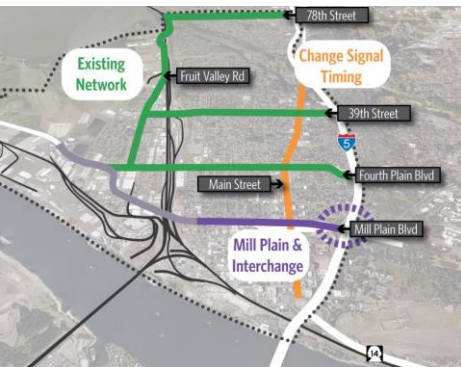 78th Street
Change Signal
Timing
Existing
Network
Fruit Valley Rd
39th Street
5
Fourth Plain Blvd
Main Street
Mill Plain Blvd
Mill Plain &
Interchange
14